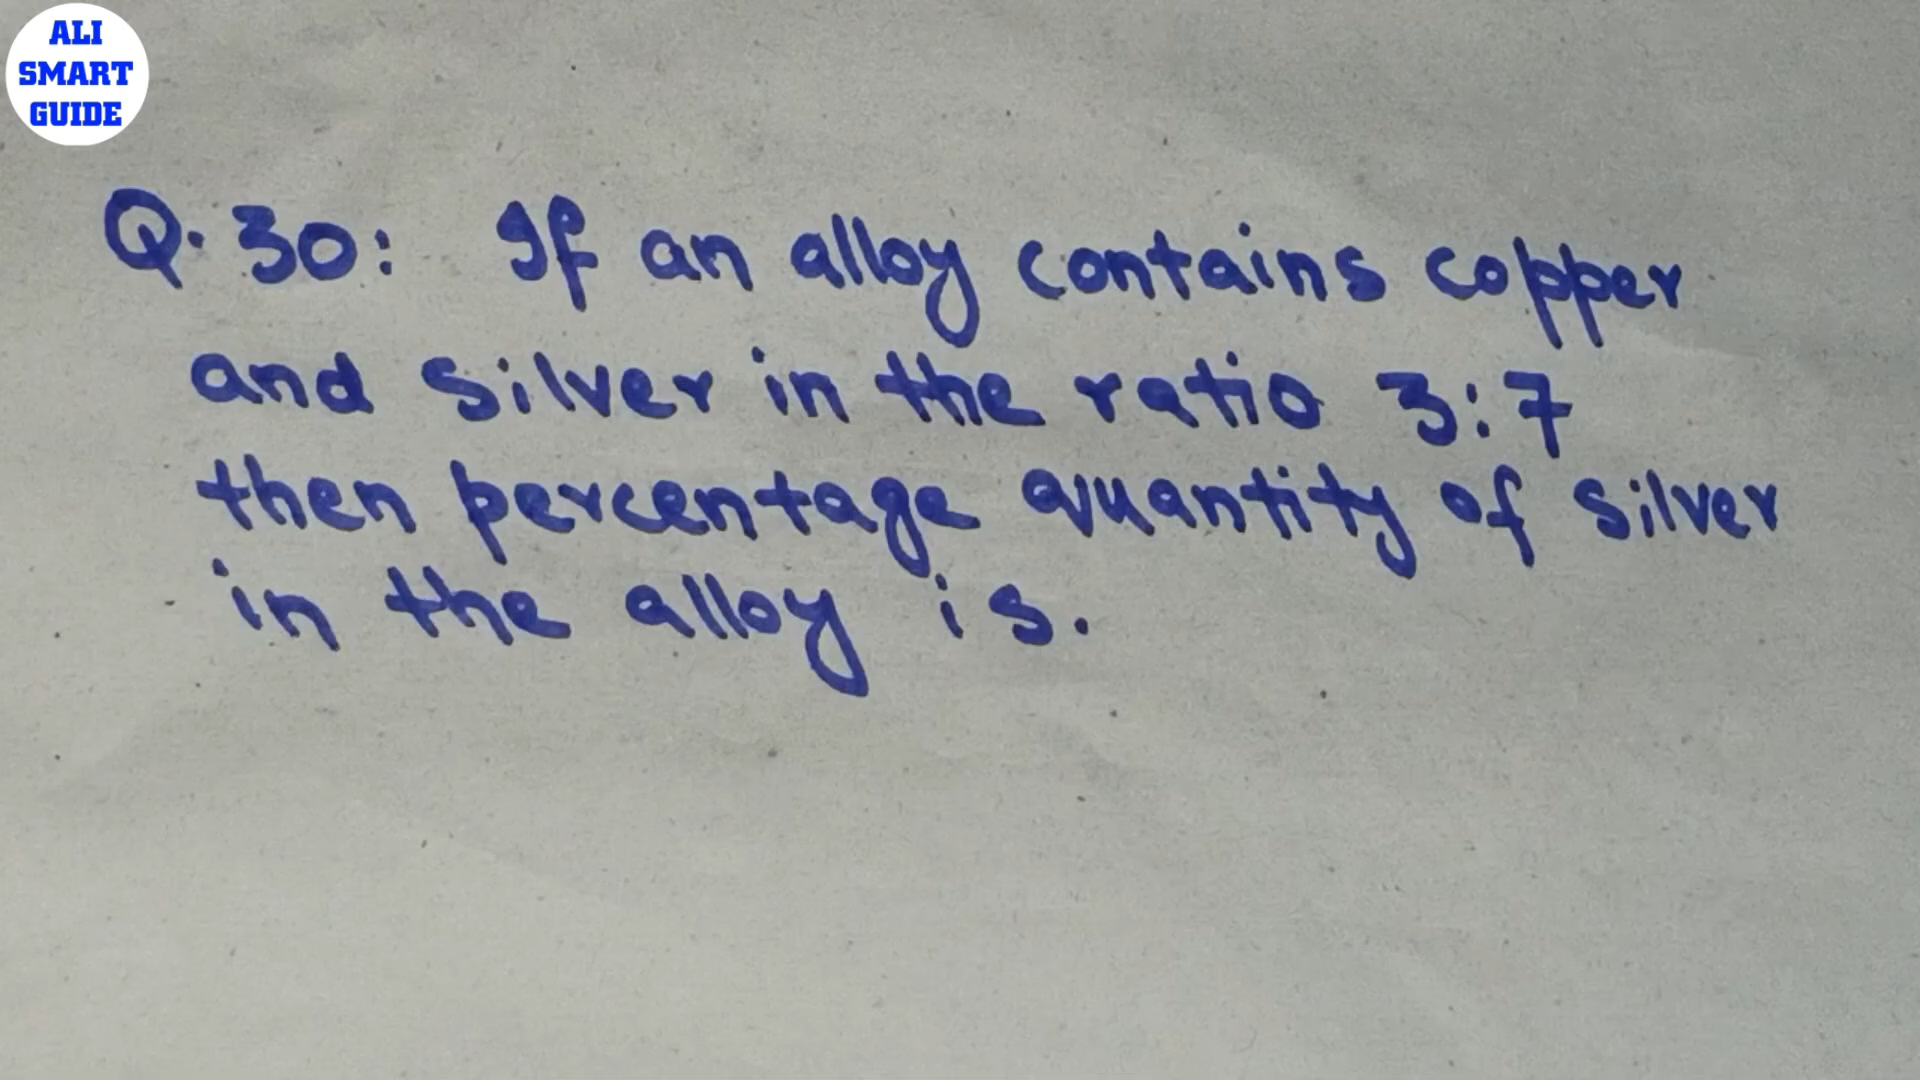 ALI
SMART
GUIDE
Q. 30: If an alloy contains copper
and silver in the ratio 3:7
then percentage quantity of silver
in the alloy is.